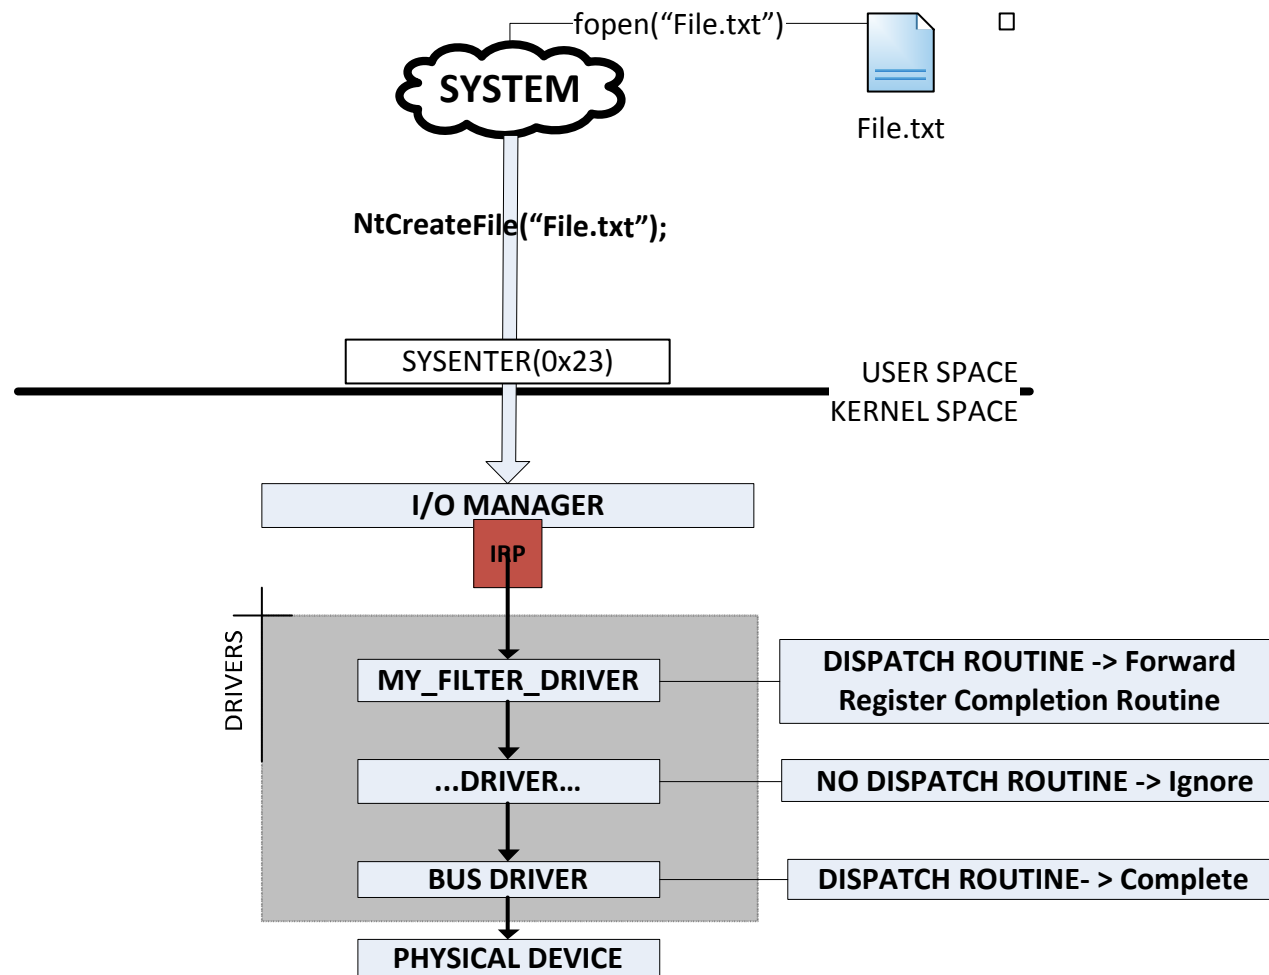 fopen(“File.txt”)
SYSTEM
File.txt
NtCreateFile(“File.txt”);
SYSENTER(0x23)
USER SPACE
KERNEL SPACE
I/O MANAGER
IRP
DRIVERS
MY_FILTER_DRIVER
DISPATCH ROUTINE -> Forward
Register Completion Routine
...DRIVER…
NO DISPATCH ROUTINE -> Ignore
BUS DRIVER
DISPATCH ROUTINE- > Complete
PHYSICAL DEVICE